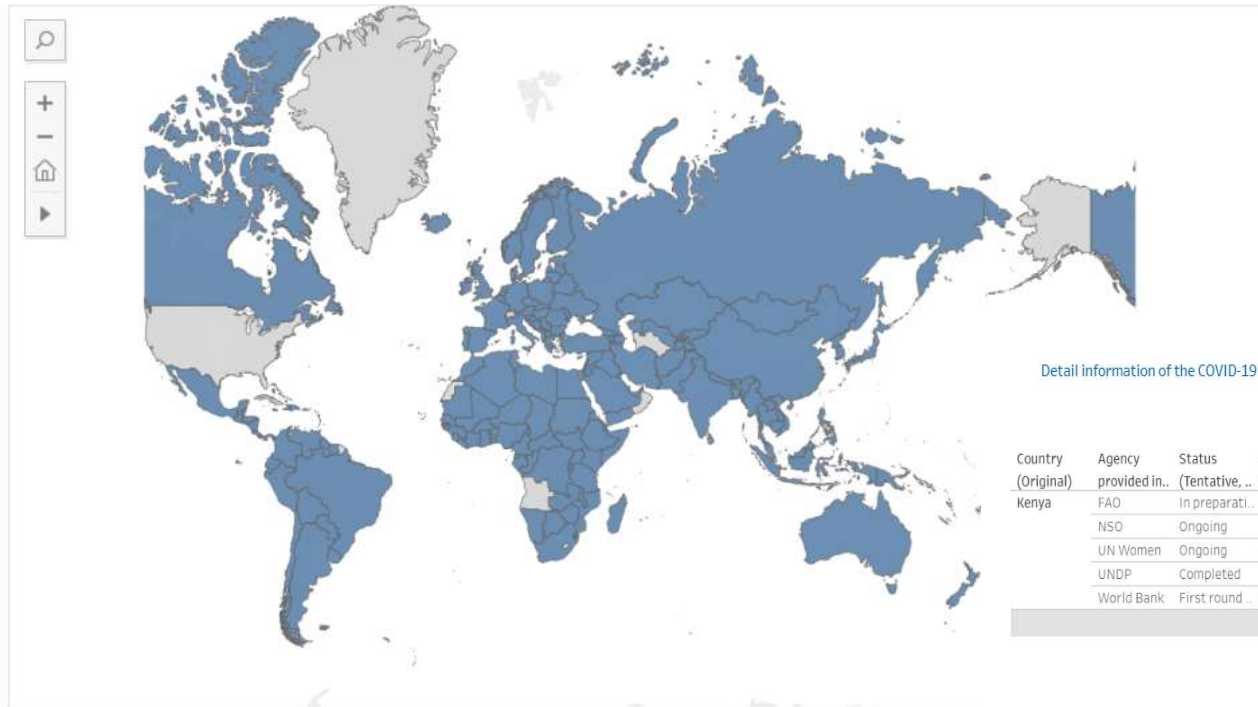 Detail information of the COVID-19
Country Agency Status
(Original) provided in.. (Tentative, ..
Kenya FAO In preparati..
NSO Ongoing
UN Women Ongoing
UNDP Completed
World Bank First round ..